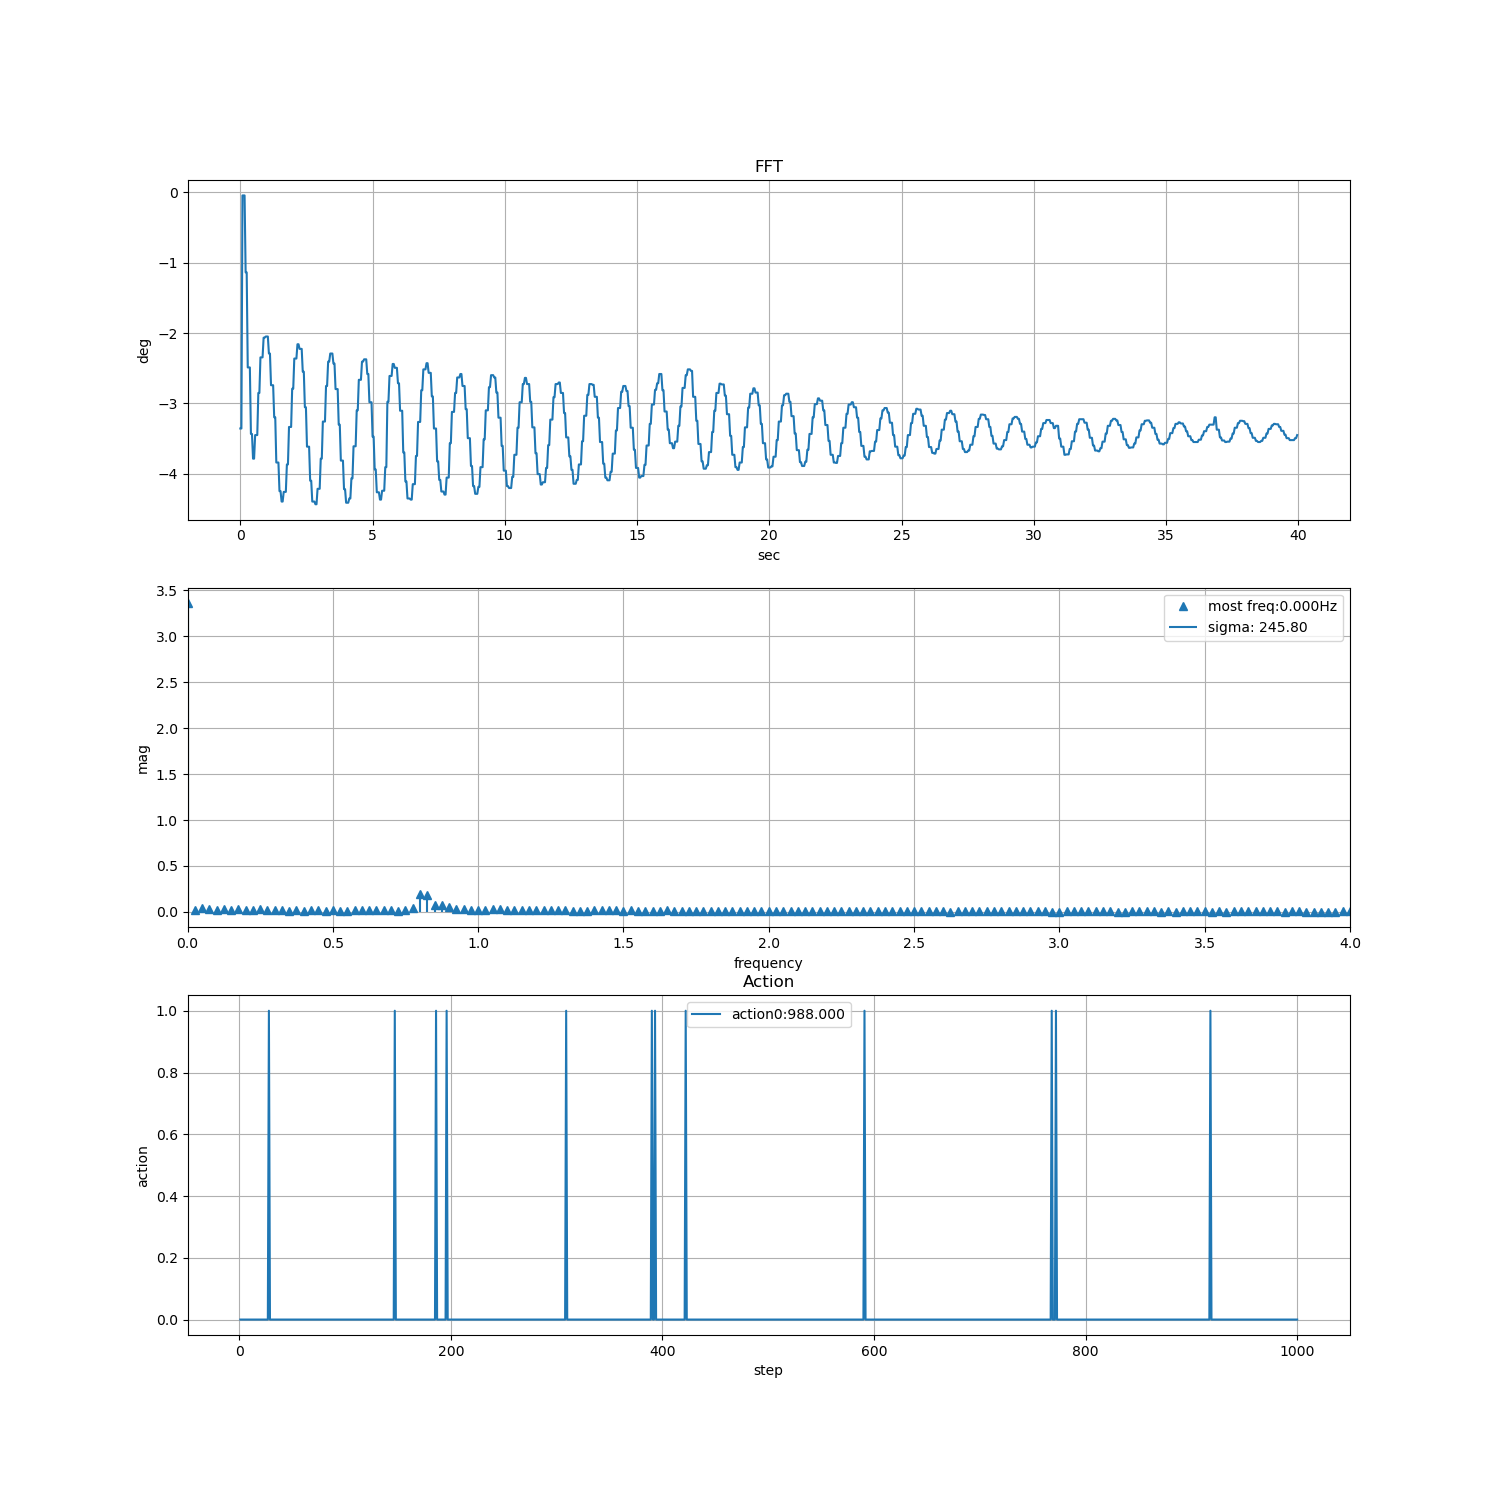 FFT
0
−1
−2
−3
−4
deg
0 5 10 15 20 25 30 35 40
sec
3.5
3.0
2.5
2.0
1.5
1.0
0.5
0.0
mag
most freq:0.000Hz
sigma: 245.80
0.0 0.5 1.0 1.5 2.0 2.5 3.0 3.5 4.0
frequency
Action
1.0
0.8
0.6
0.4
0.2
0.0
action
action0:988.000
0 200 400 600 800 1000
step